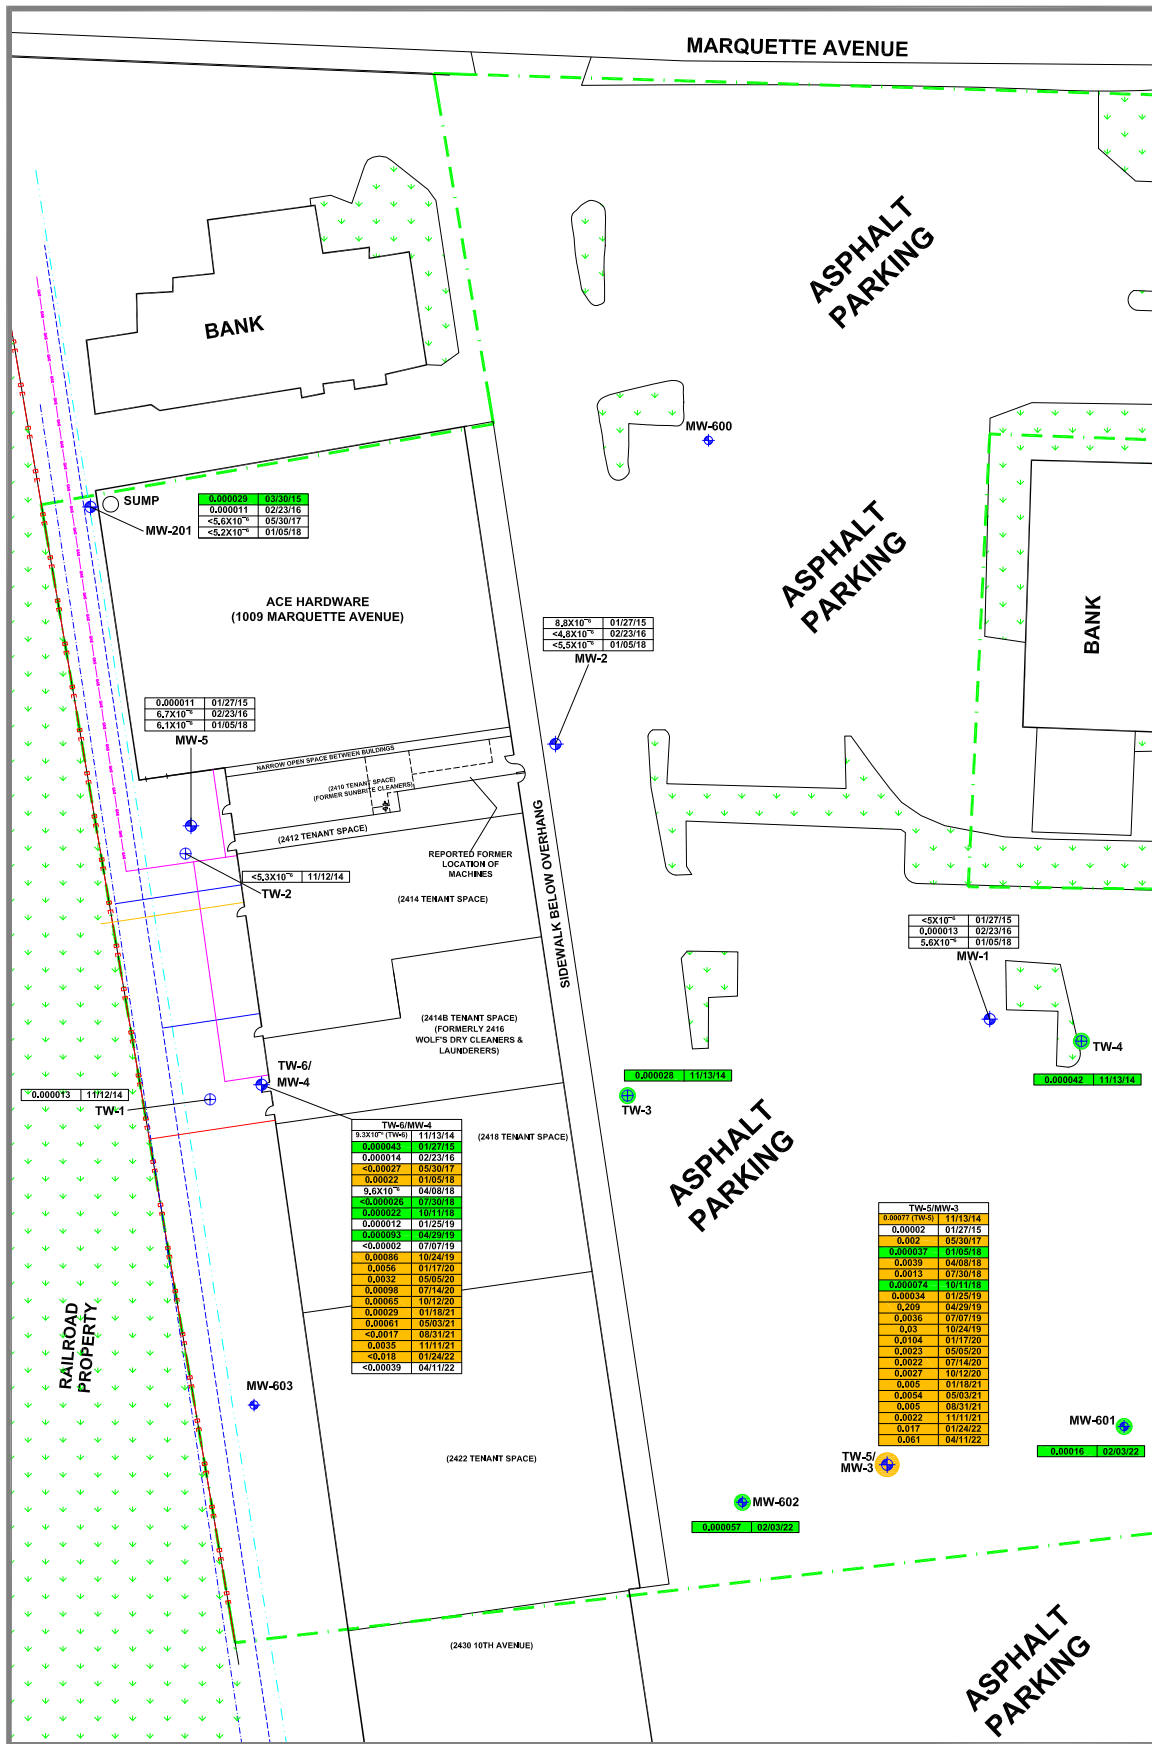 MARQUETTE AVENUE
ASPHALT
PARKING
BANK
MW-600
SUMP
MW-201
0.000029 03/30/15
0.000011 02/23/16
<5.6X10⁻⁶ 05/30/17
<5.2X10⁻⁶ 01/05/18
ASPHALT
PARKING
ACE HARDWARE
(1009 MARQUETTE AVENUE)
BANK
8.8X10⁻⁶ 01/27/15
<4.8X10⁻⁶ 02/23/16
<5.5X10⁻⁶ 01/05/18
MW-2
0.000011 01/27/15
6.7X10⁻⁶ 02/23/16
6.1X10⁻⁶ 01/05/18
MW-5
NARROW OPEN SPACE BETWEEN BUILDINGS
(2410 TENANT SPACE)
(FORMER SUNBRITE CLEANERS)
(2412 TENANT SPACE)
REPORTED FORMER
LOCATION OF
MACHINES
SIDEWALK BELOW OVERHANG
<5.3X10⁻⁶ 11/12/14
TW-2
(2414 TENANT SPACE)
<5X10⁻⁶ 01/27/15
0.000013 02/23/16
5.6X10⁻⁶ 01/05/18
MW-1
(2414B TENANT SPACE)
(FORMERLY 2416
WOLF'S DRY CLEANERS &
LAUNDERERS)
TW-4
0.000042 11/13/14
TW-6/
MW-4
0.000028 11/13/14
TW-3
0.000013 11/12/14
TW-1
ASPHALT
PARKING
(2418 TENANT SPACE)
TW-6/MW-4
9.3X10⁻⁶ (TW-6) 11/13/14
0.000043 01/27/15
0.000014 02/23/16
<0.00027 05/30/17
0.00022 01/05/18
9.6X10⁻⁶ 04/08/18
<0.000026 07/30/18
0.000022 10/11/18
0.000012 01/25/19
0.000093 04/29/19
<0.00002 07/07/19
0.00086 10/24/19
0.0056 01/17/20
0.0032 05/05/20
0.00098 07/14/20
0.00065 10/12/20
0.00029 01/18/21
0.00061 05/03/21
<0.0017 08/31/21
0.0035 11/11/21
<0.018 01/24/22
<0.00039 04/11/22
TW-5/MW-3
0.00077 (TW-5) 11/13/14
0.00002 01/27/15
0.002 05/30/17
0.000037 01/05/18
0.0039 04/08/18
0.0013 07/30/18
0.000074 10/11/18
0.00034 01/25/19
0.209 04/29/19
0.0036 07/07/19
0.03 10/24/19
0.0104 01/17/20
0.0023 05/05/20
0.0022 07/14/20
0.0027 10/12/20
0.005 01/18/21
0.0054 05/03/21
0.005 08/31/21
0.0022 11/11/21
0.017 01/24/22
0.061 04/11/22
RAILROAD
PROPERTY
MW-603
MW-601
0.00016 02/03/22
(2422 TENANT SPACE)
TW-5/
MW-3
MW-602
0.000057 02/03/22
(2430 10TH AVENUE)
ASPHALT
PARKING